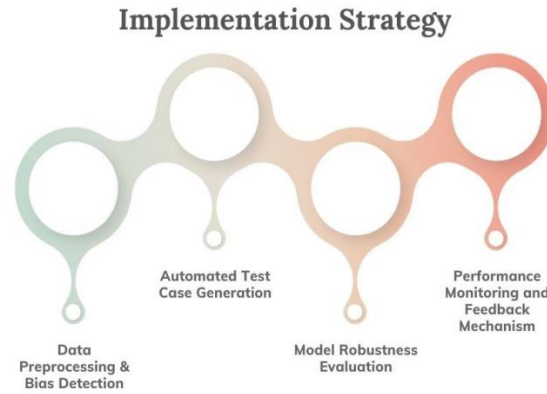 Implementation Strategy
Data
Preprocessing &
Bias Detection
Automated Test
Case Generation
Model Robustness
Evaluation
Performance
Monitoring and
Feedback
Mechanism